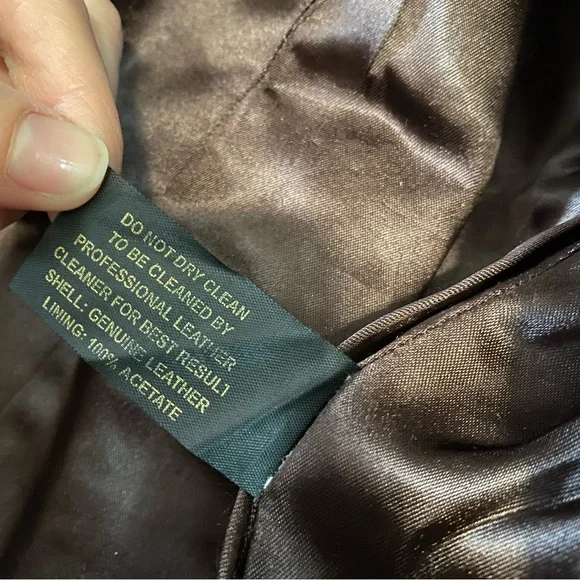 DO NOT DRY CLEAN
TO BE CLEANED BY
PROFESSIONAL LEATHER
CLEANER FOR BEST RESULT
SHELL: GENUINE LEATHER
LINING: 100% ACETATE